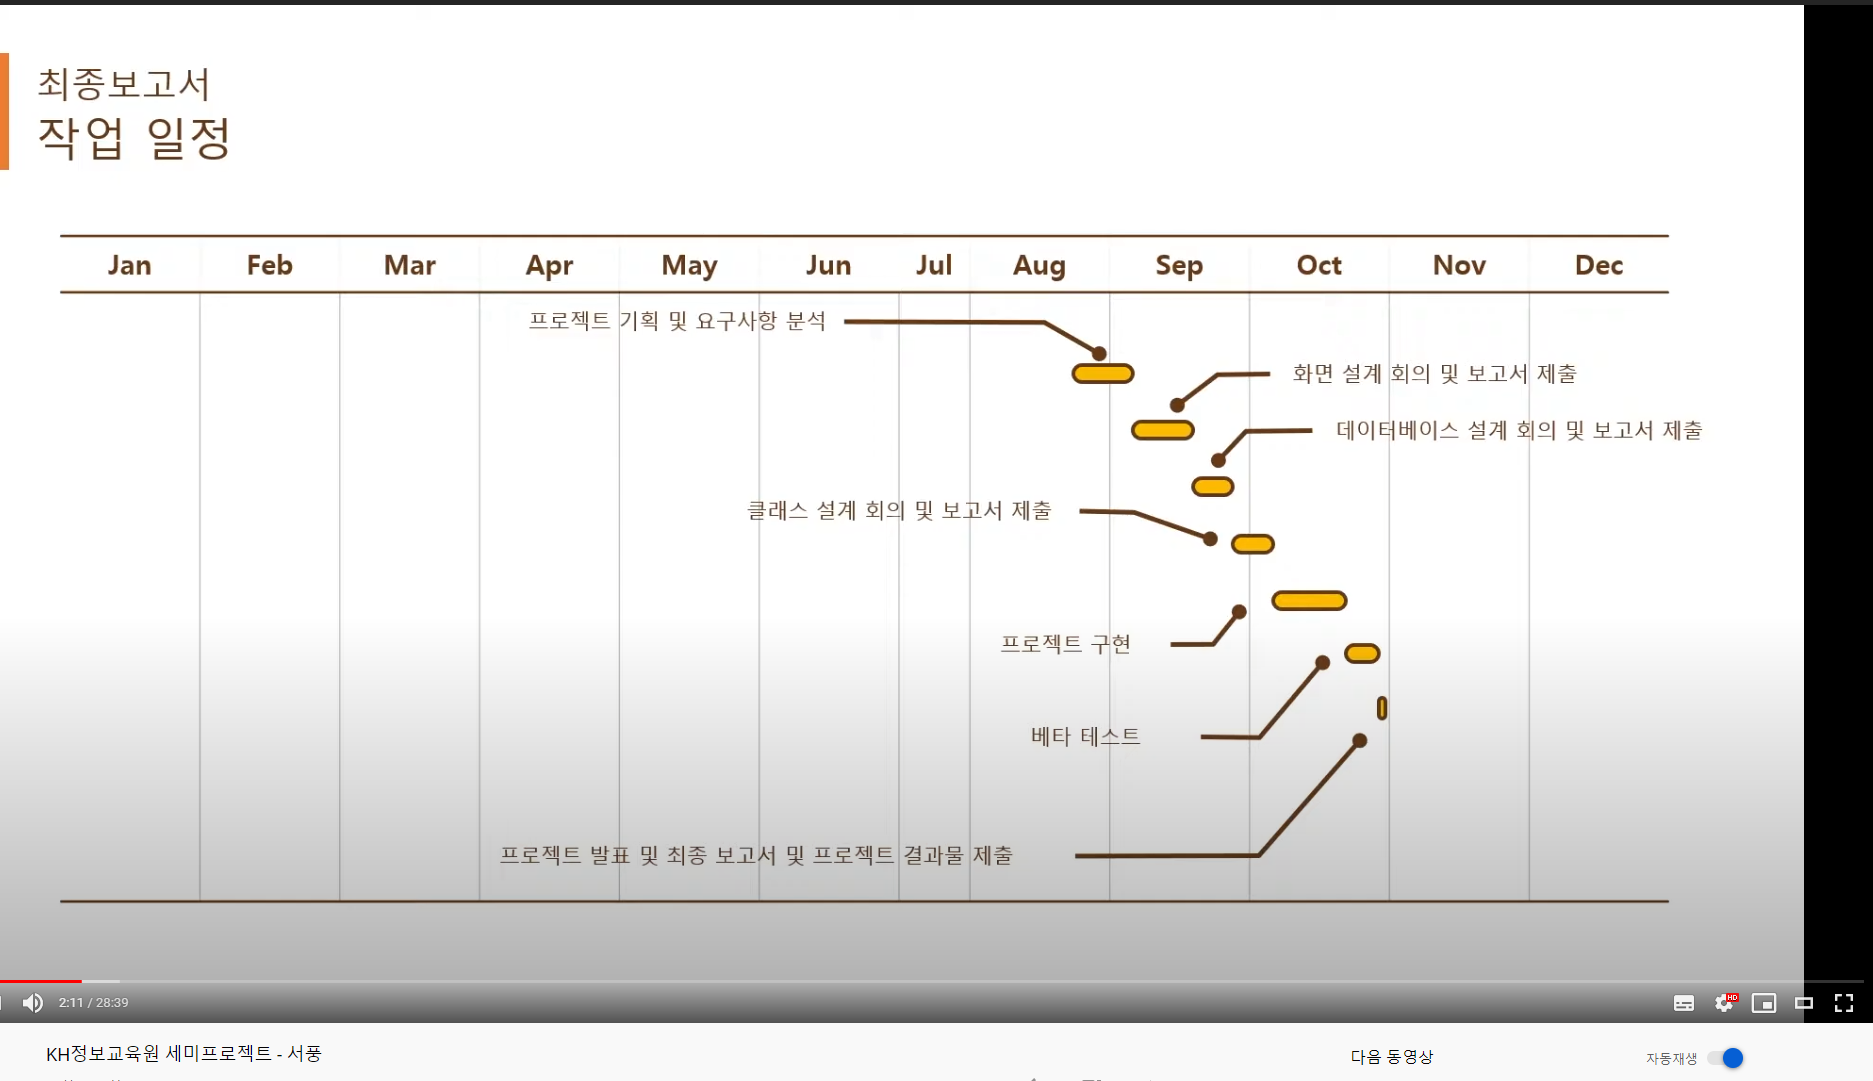 최종보고서
작업 일정
Jan Feb Mar Apr May Jun Jul Aug Sep Oct Nov Dec
프로젝트 기획 및 요구사항 분석
화면 설계 회의 및 보고서 제출
데이터베이스 설계 회의 및 보고서 제출
클래스 설계 회의 및 보고서 제출
프로젝트 구현
베타 테스트
프로젝트 발표 및 최종 보고서 및 프로젝트 결과물 제출
2:11 / 28:39
HD
KH정보교육원 세미프로젝트 - 서풍
다음 동영상
자동재생